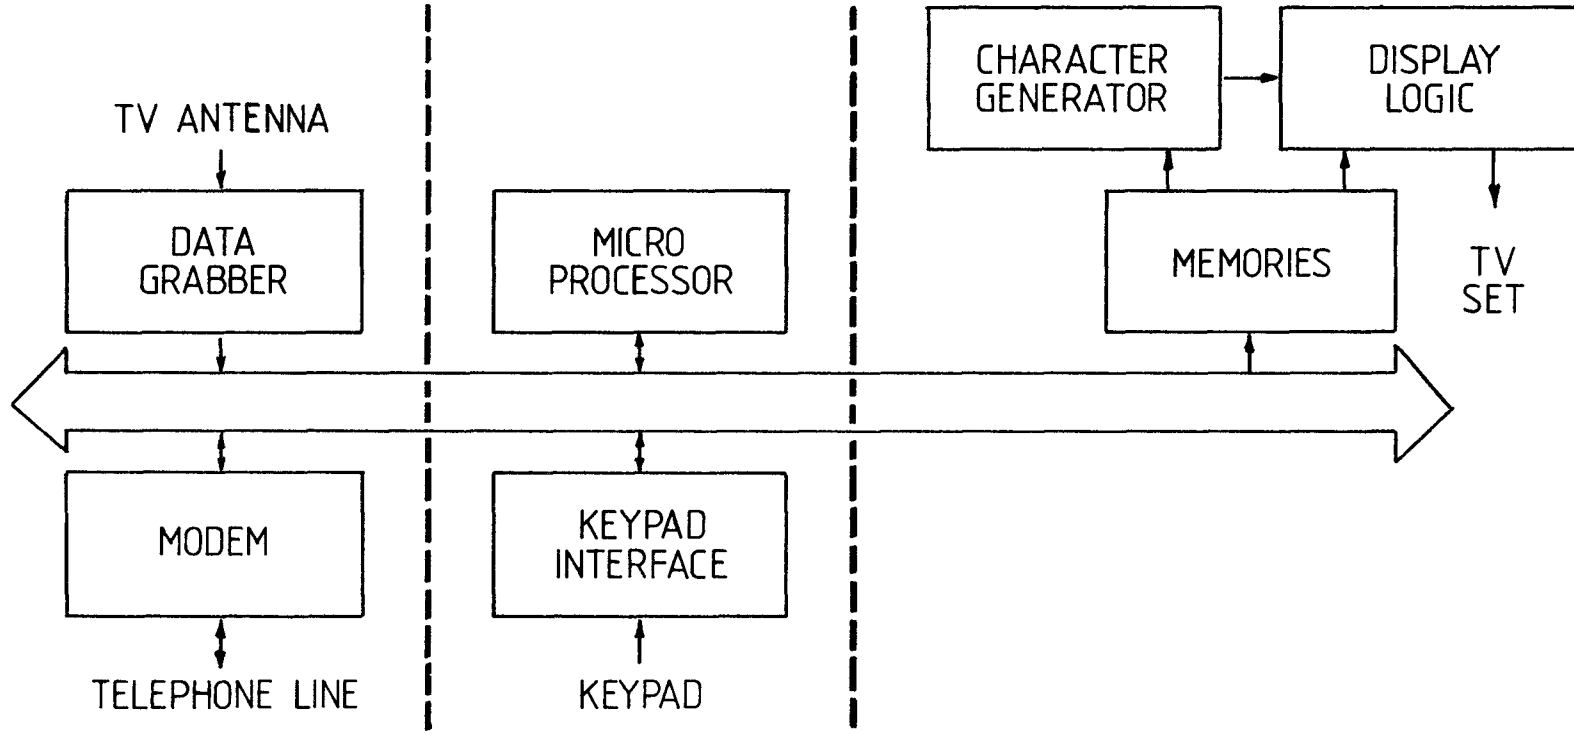 TV ANTENNA
DATA
GRABBER
MODEM
TELEPHONE LINE
MICRO
PROCESSOR
KEYPAD
INTERFACE
KEYPAD
CHARACTER
GENERATOR
DISPLAY
LOGIC
MEMORIES
TV
SET